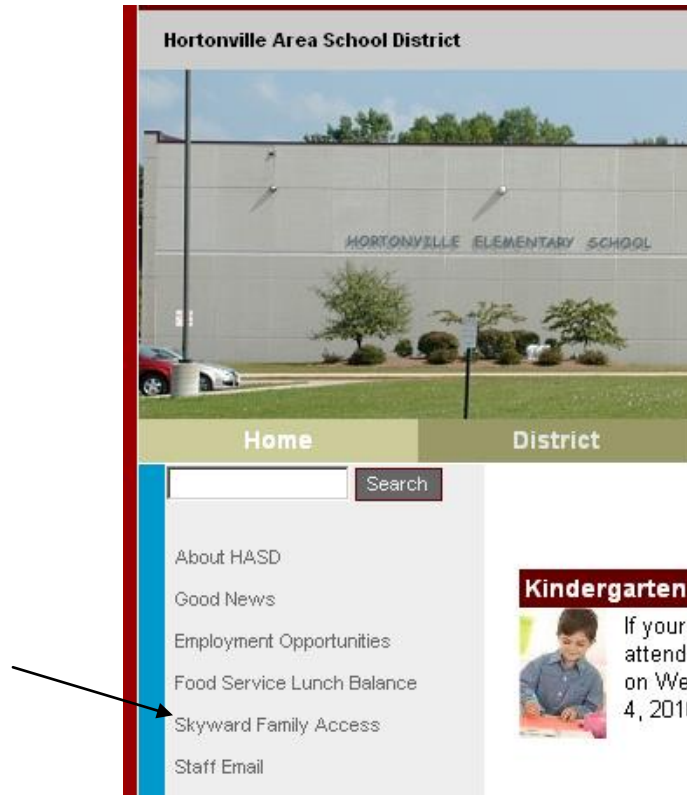 Hortonville Area School District
HORTONVILLE ELEMENTARY SCHOOL
Home
District
Search
About HASD
Good News
Employment Opportunities
Food Service Lunch Balance
Skyward Family Access
Staff Email
Kindergarten
If your
attend
on We
4, 2010